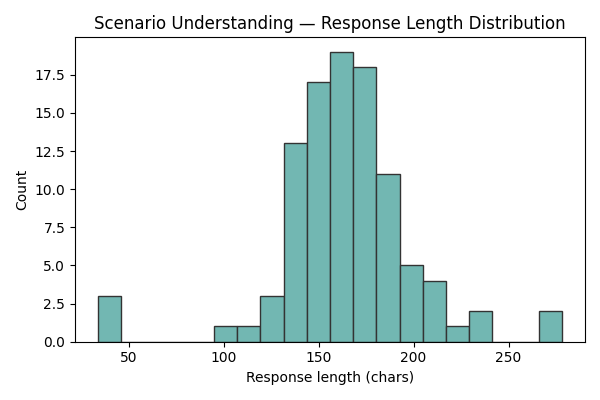 Scenario Understanding — Response Length Distribution
Count
17.5
15.0
12.5
10.0
7.5
5.0
2.5
0.0
50 100 150 200 250
Response length (chars)